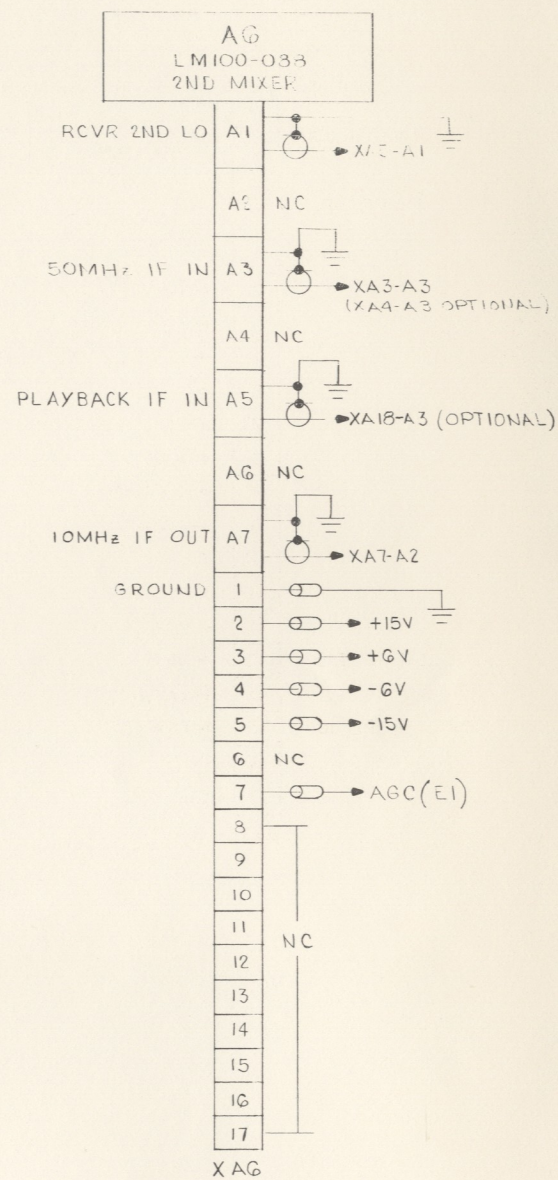 A6
LM100-033
2ND MIXER
RCVR 2ND LO A1
A2 NC
50MHz IF IN A3 XA3-A3
(XA4-A3 OPTIONAL)
A4 NC
PLAYBACK IF IN A5 XA18-A3 (OPTIONAL)
A6 NC
10MHz IF OUT A7 XA7-A2
GROUND 1
2 +15V
3 +6V
4 -6V
5 -15V
6 NC
7 AGC(E1)
8
9
10
11
NC
12
13
14
15
16
17
XA6